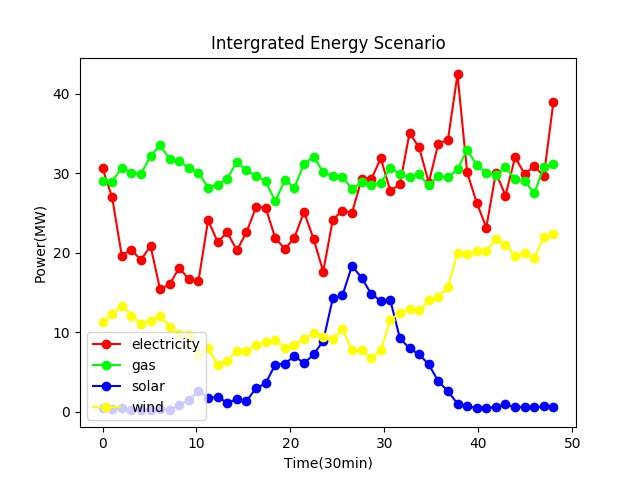 Intergrated Energy Scenario
Power(MW)
40
30
20
10
0
electricity
gas
solar
wind
0 10 20 30 40 50
Time(30min)